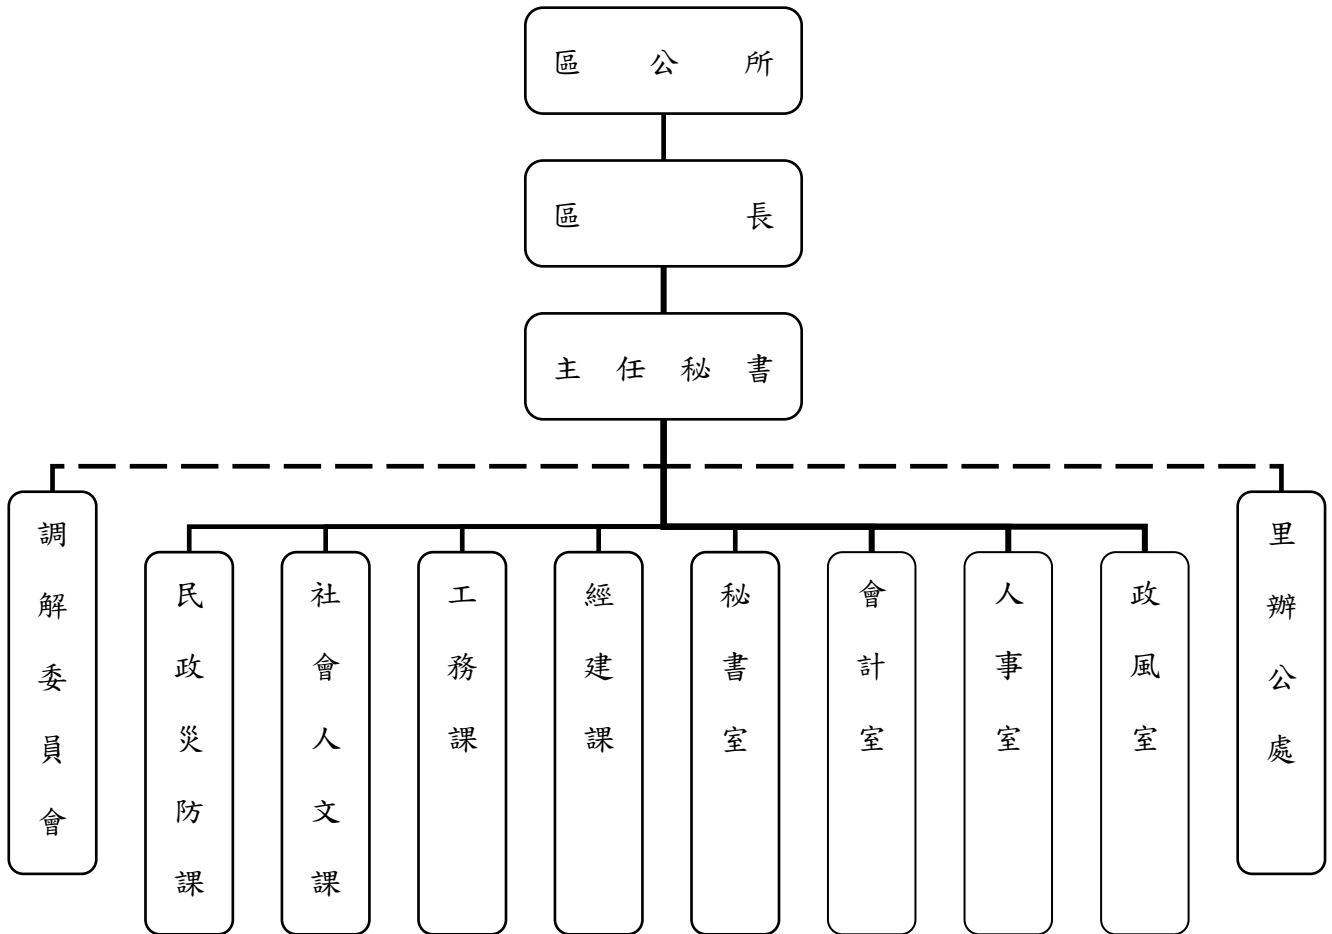 區公所
區長
主任秘書
調解委員會
民政災防課
社會人文課
工務課
經建課
秘書室
會計室
人事室
政風室
里辦公處